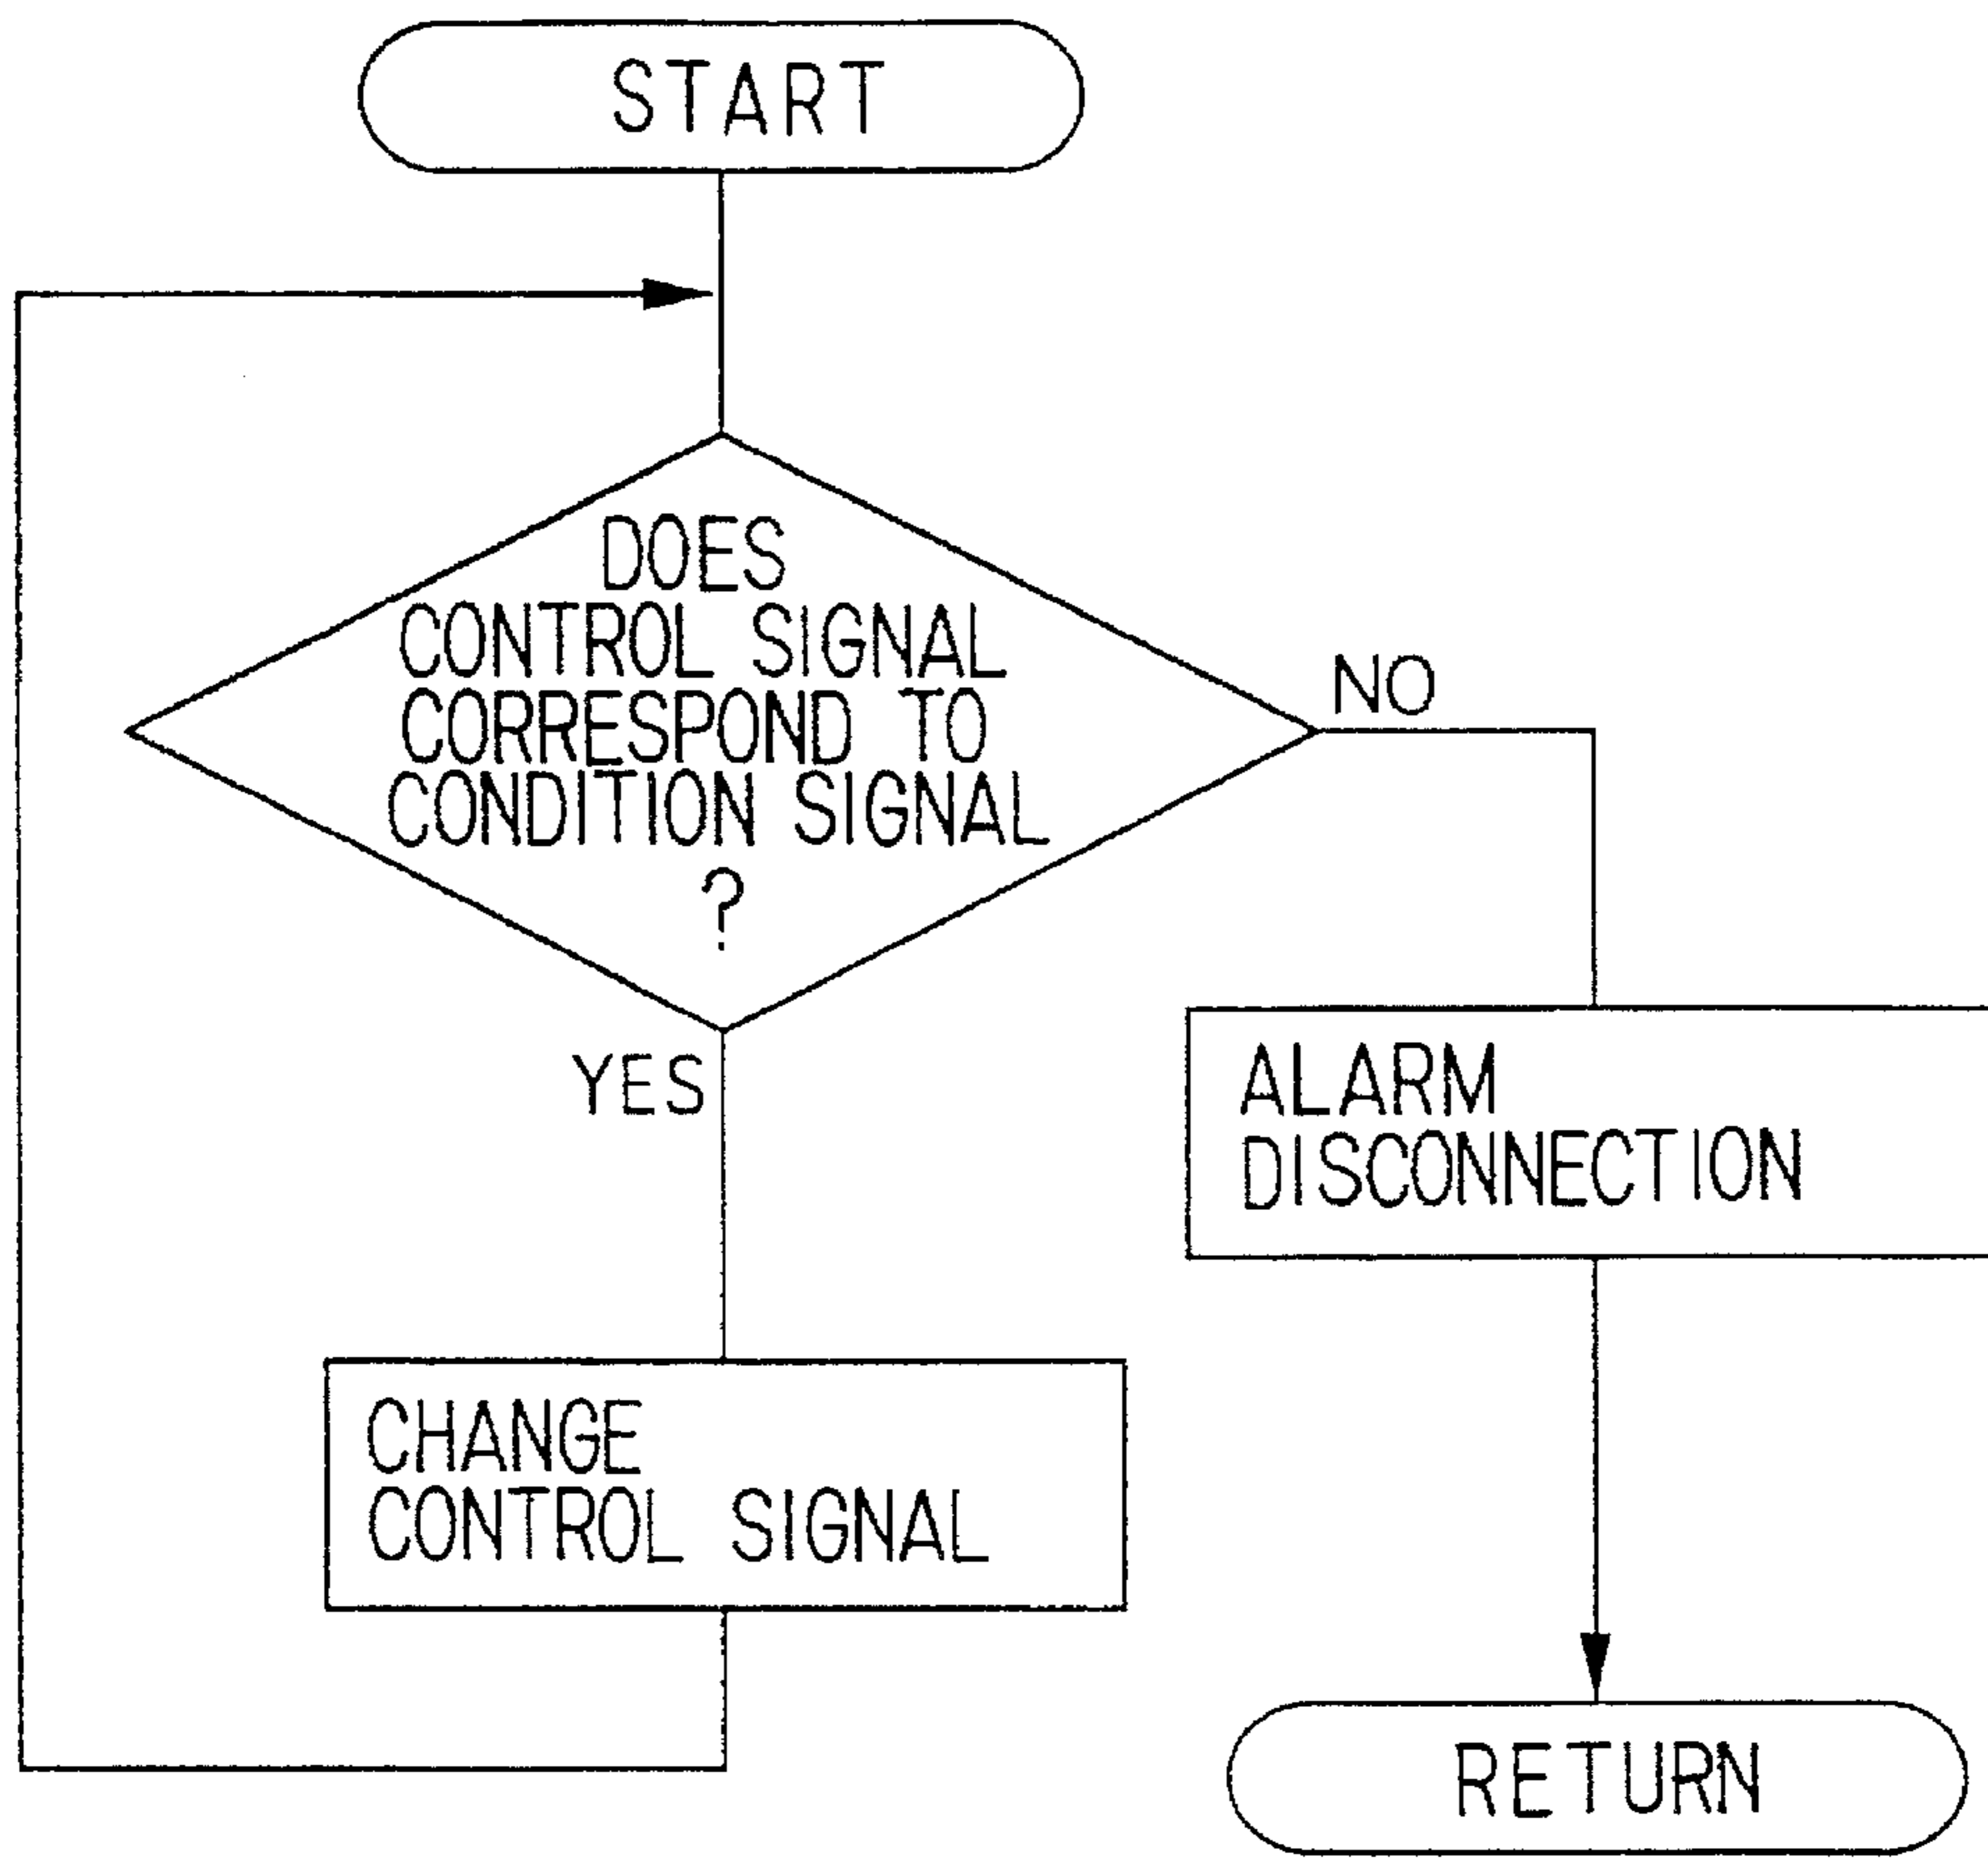 START
DOES
CONTROL SIGNAL
CORRESPOND TO
CONDITION SIGNAL
?
NO
YES
ALARM
DISCONNECTION
CHANGE
CONTROL SIGNAL
RETURN